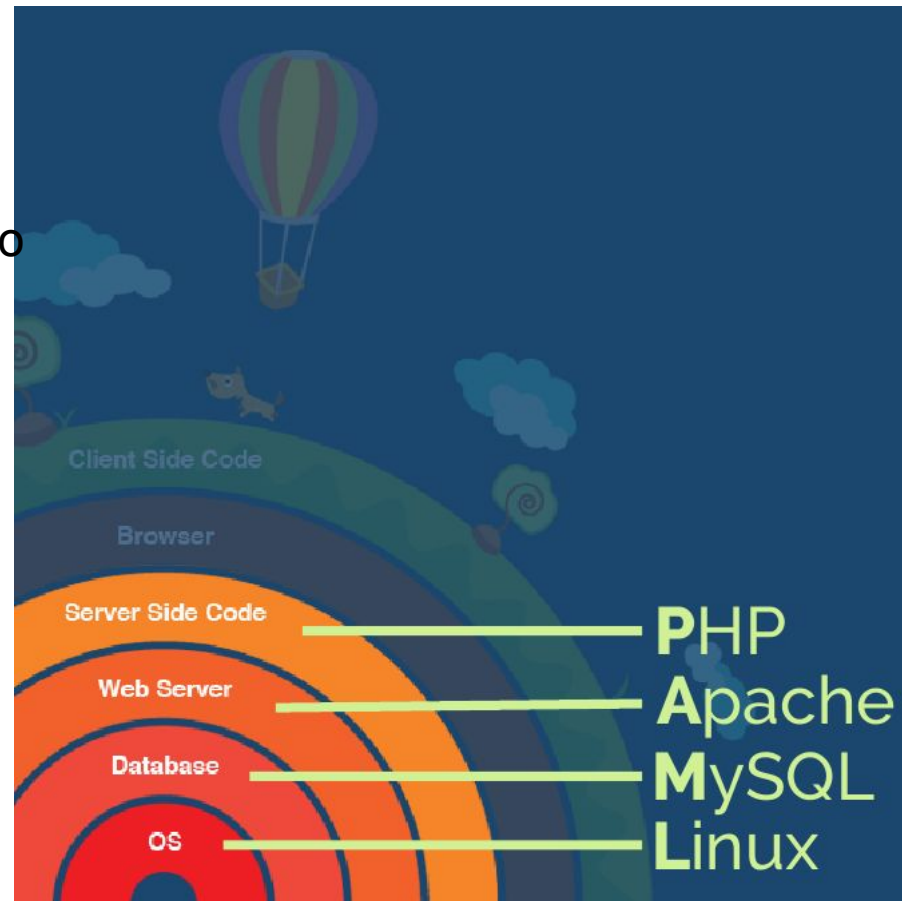 o
Client Side Code
Browser
Server Side Code
PHP
Web Server
Apache
Database
MySQL
OS
Linux